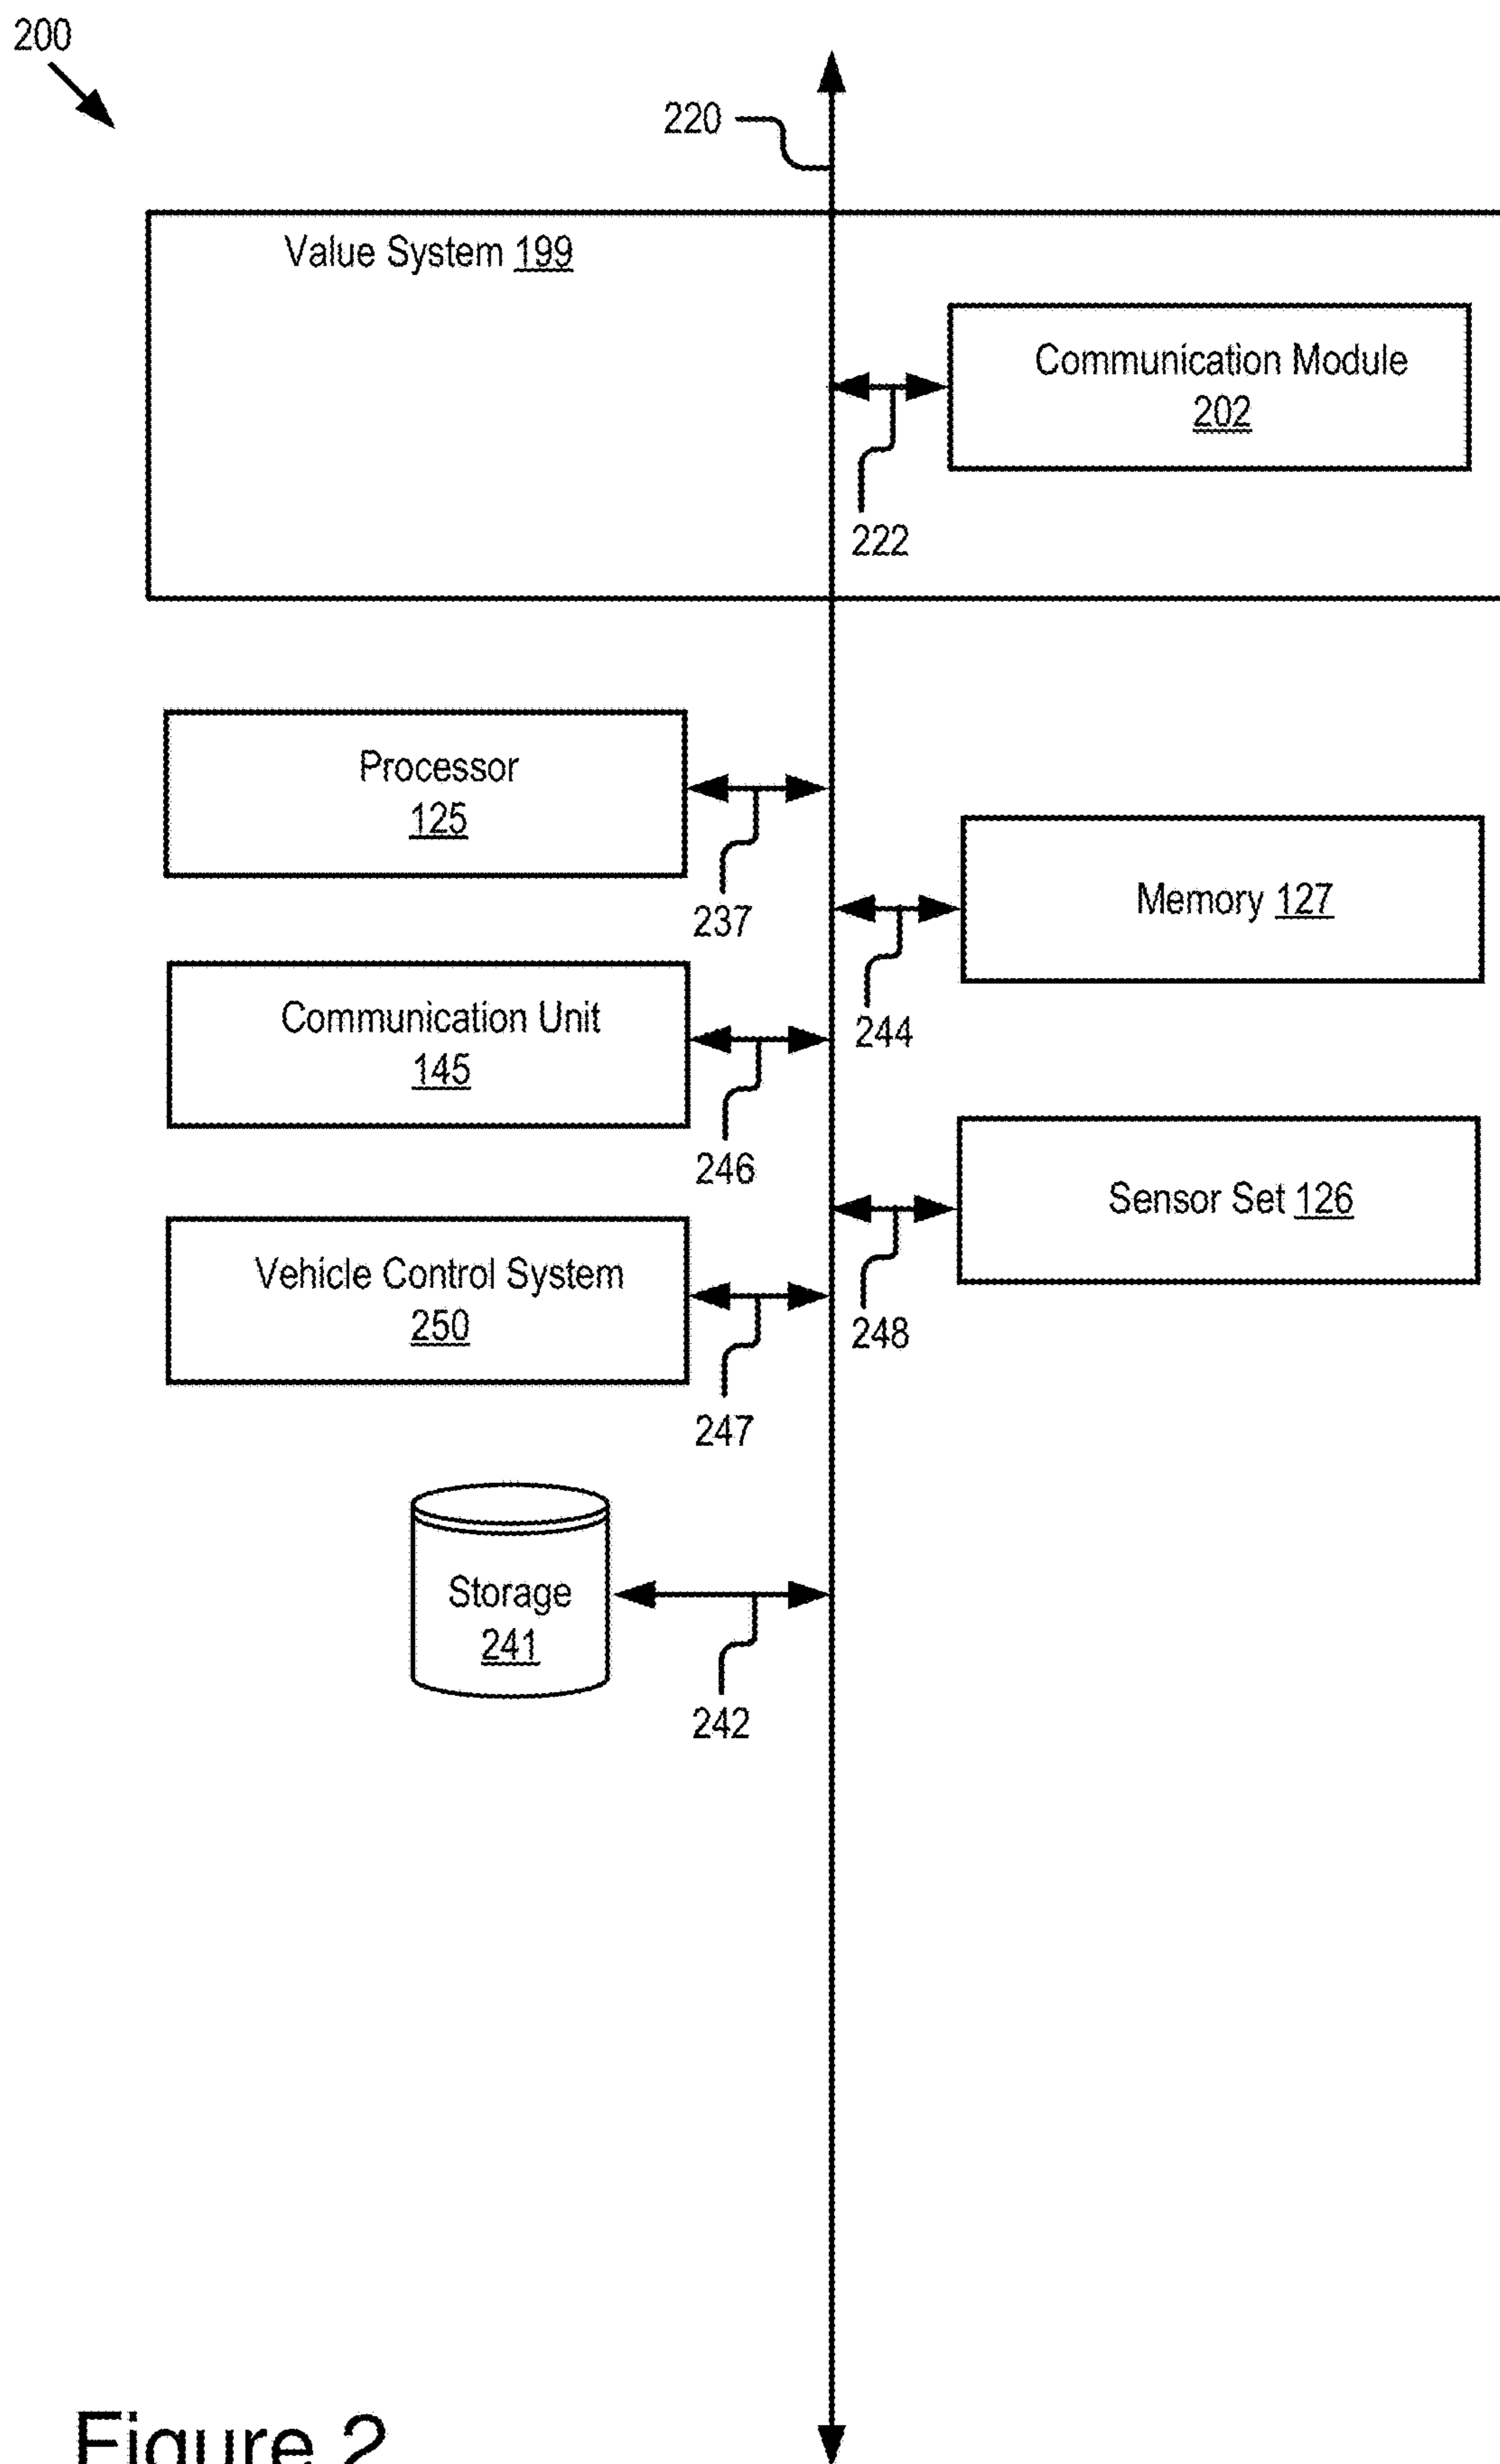 200
220
Value System 199
Communication Module
202
222
Processor
125
237
Memory 127
244
Communication Unit
145
246
Sensor Set 126
248
Vehicle Control System
250
247
Storage
241
242
Figure 2